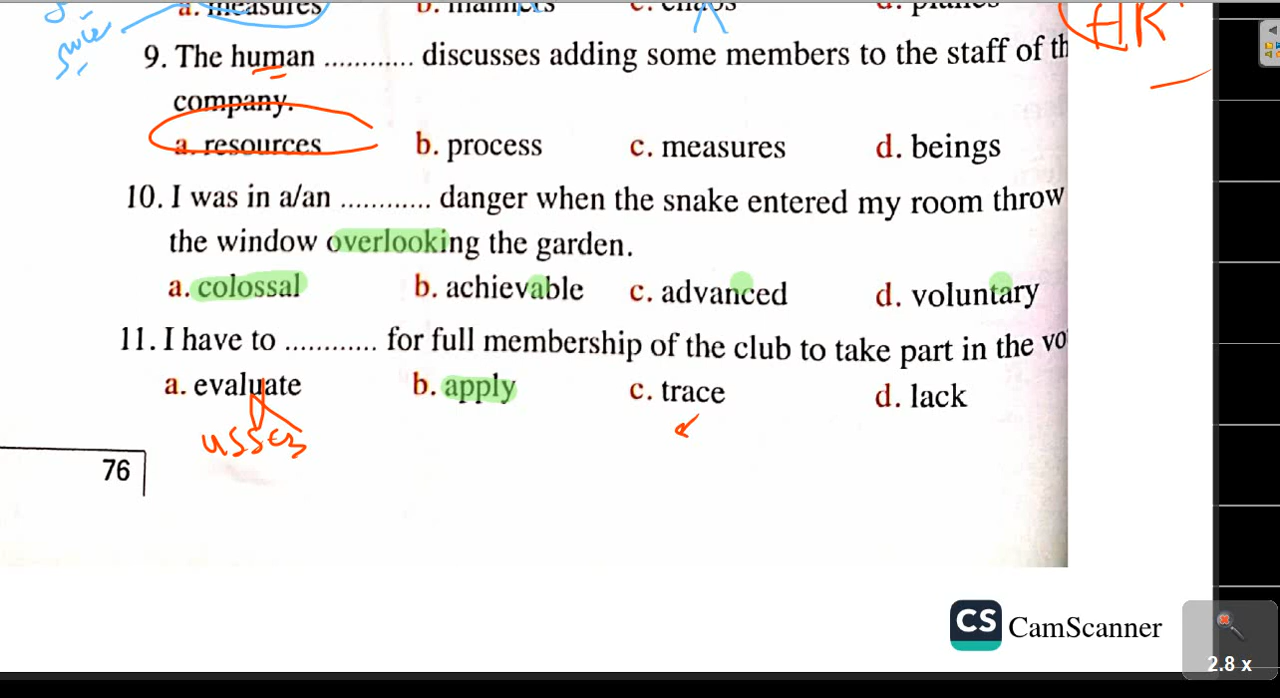 a. measures b. c. d.
HR
9. The human ............ discusses adding some members to the staff of th
company.
a. resources b. process c. measures d. beings
10. I was in a/an ............ danger when the snake entered my room throw
the window overlooking the garden.
a. colossal b. achievable c. advanced d. voluntary
11. I have to ............ for full membership of the club to take part in the vo
a. evaluate b. apply c. trace d. lack
76
CS CamScanner
2.8 x